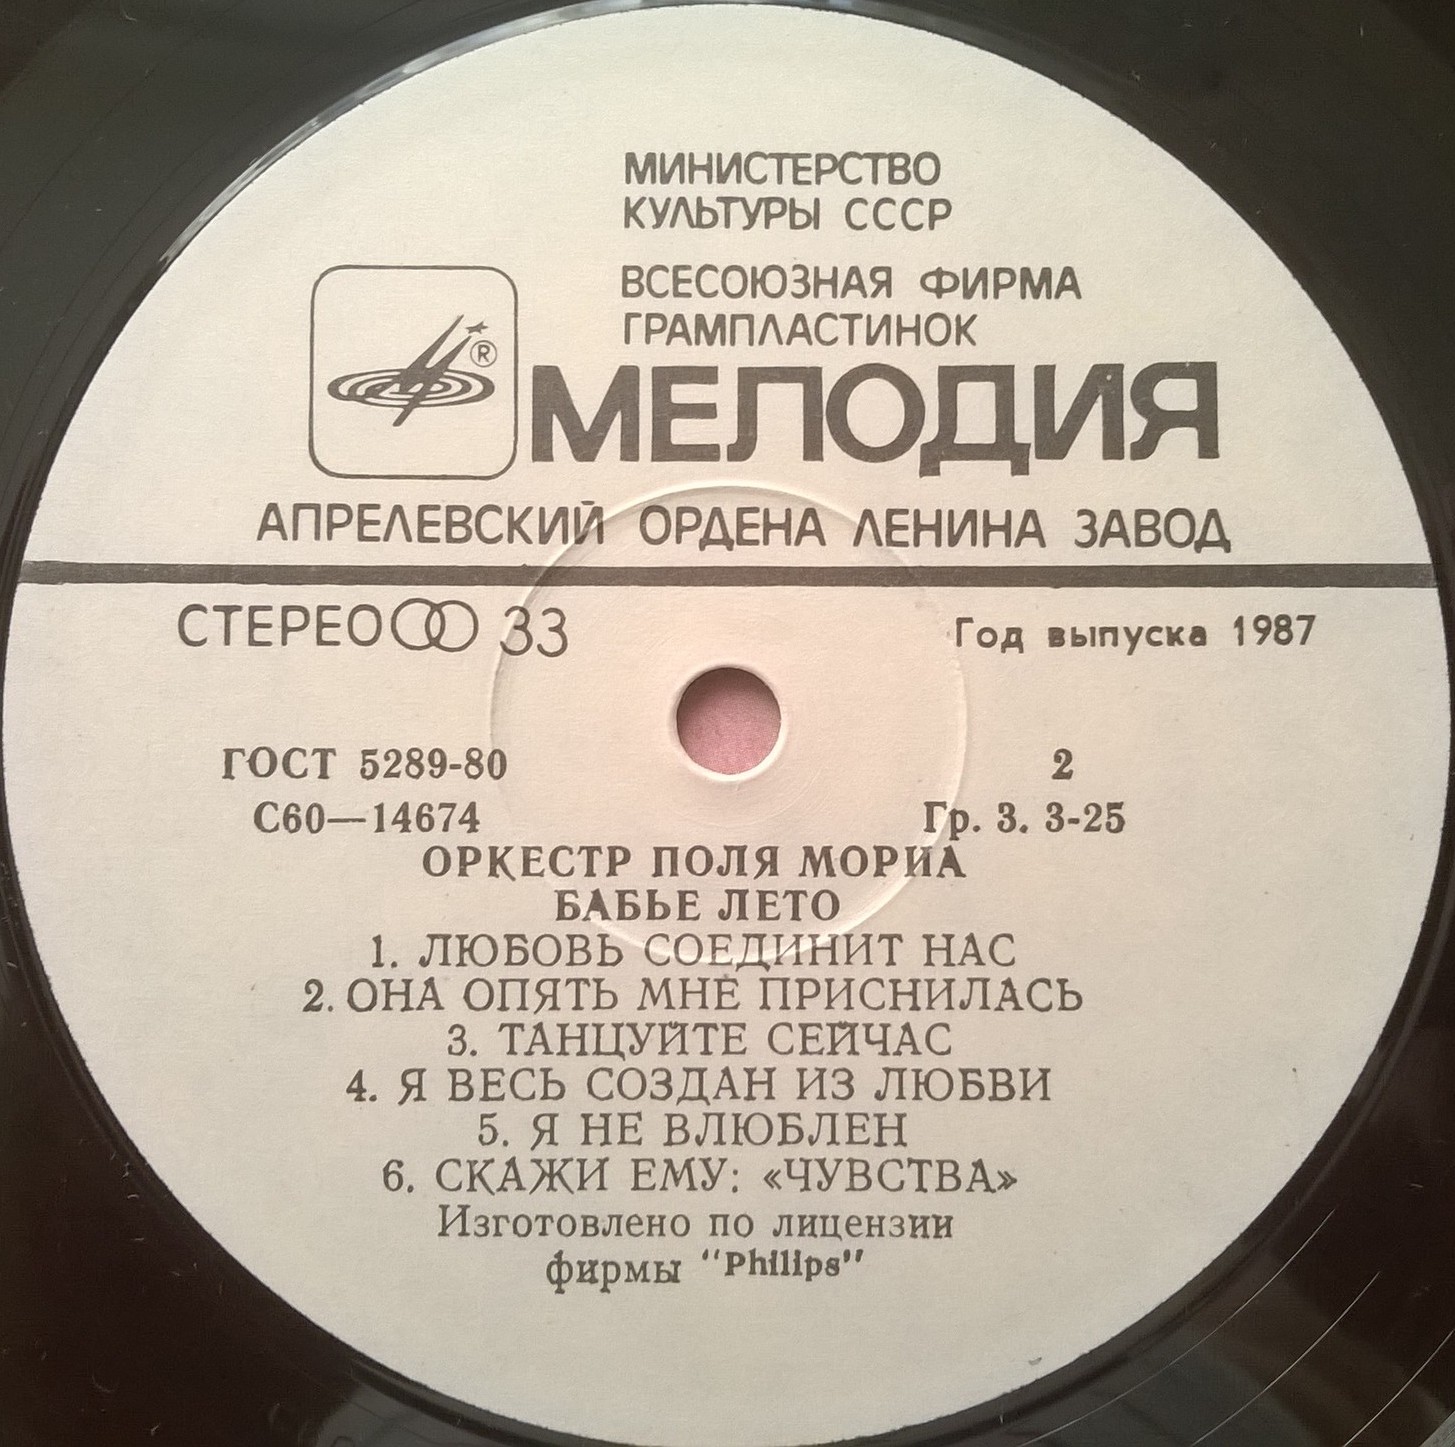 МИНИСТЕРСТВО
КУЛЬТУРЫ СССР
ВСЕСОЮЗНАЯ ФИРМА
ГРАМПЛАСТИНОК
®
МЕЛОДИЯ
АПРЕЛЕВСКИЙ ОРДЕНА ЛЕНИНА ЗАВОД
СТЕРЕО 33
Год выпуска 1987
ГОСТ 5289-80
2
С60—14674
Гр. 3. 3-25
ОРКЕСТР ПОЛЯ МОРИА
БАБЬЕ ЛЕТО
1. ЛЮБОВЬ СОЕДИНИТ НАС
2. ОНА ОПЯТЬ МНЕ ПРИСНИЛАСЬ
3. ТАНЦУЙТЕ СЕЙЧАС
4. Я ВЕСЬ СОЗДАН ИЗ ЛЮБВИ
5. Я НЕ ВЛЮБЛЕН
6. СКАЖИ ЕМУ: «ЧУВСТВА»
Изготовлено по лицензии
фирмы "Philips"